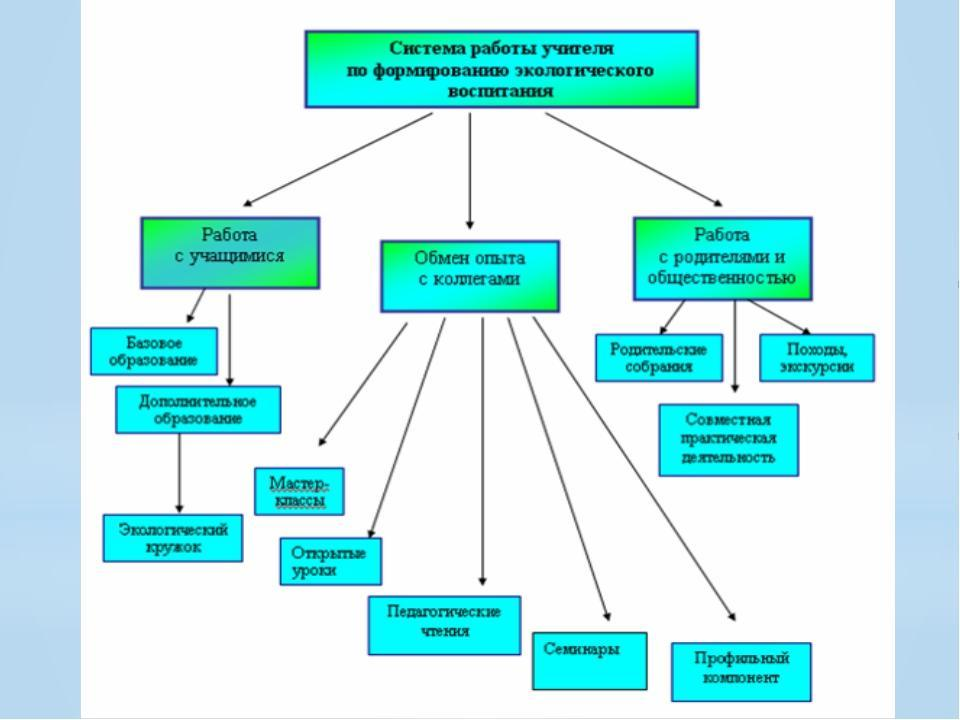 Система работы учителя
по формированию экологического
воспитания
Работа
с учащимися
Обмен опыта
с коллегами
Работа
с родителями и
общественностью
Базовое
образование
Дополнительное
образование
Экологический
кружок
Мастер-
классы
Открытые
уроки
Педагогические
чтения
Семинары
Профильный
компонент
Родительские
собрания
Совместная
практическая
деятельность
Походы,
экскурсии